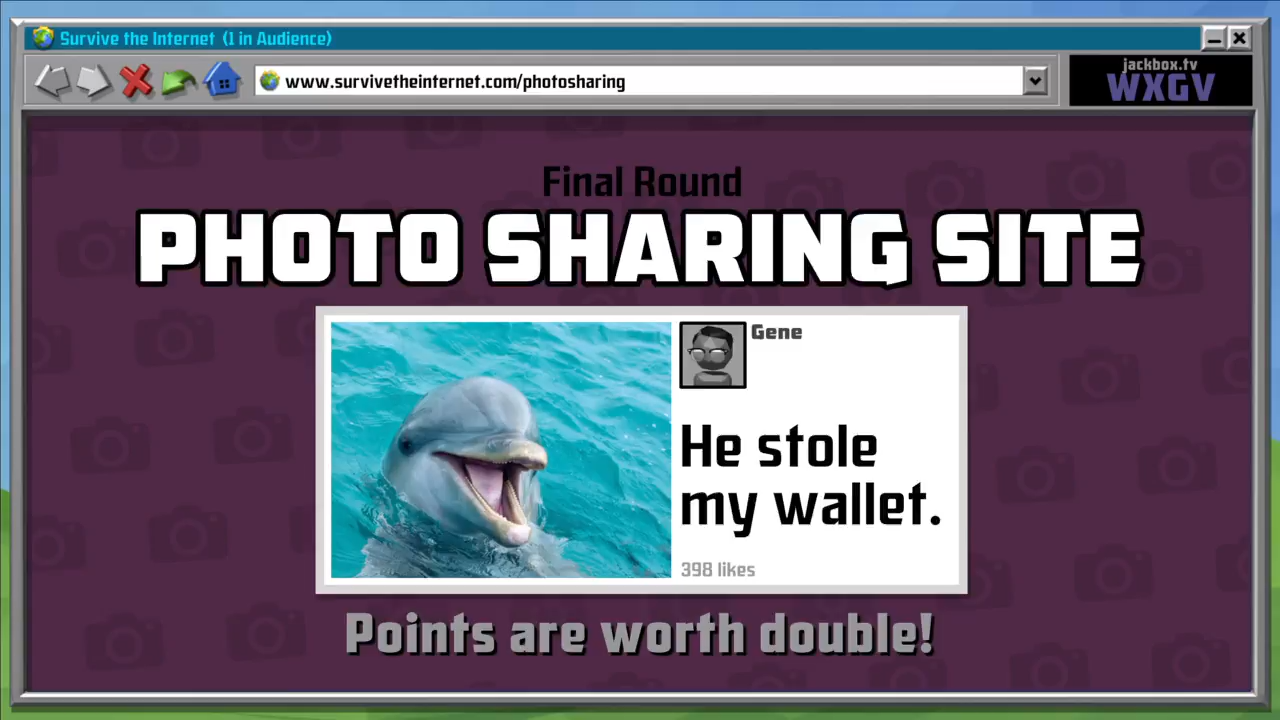 Survive the Internet (1 in Audience)
www.survivetheinternet.com/photosharing
jackbox.tv
WXGV
Final Round
PHOTO SHARING SITE
Gene
He stole
my wallet.
398 likes
Points are worth double!